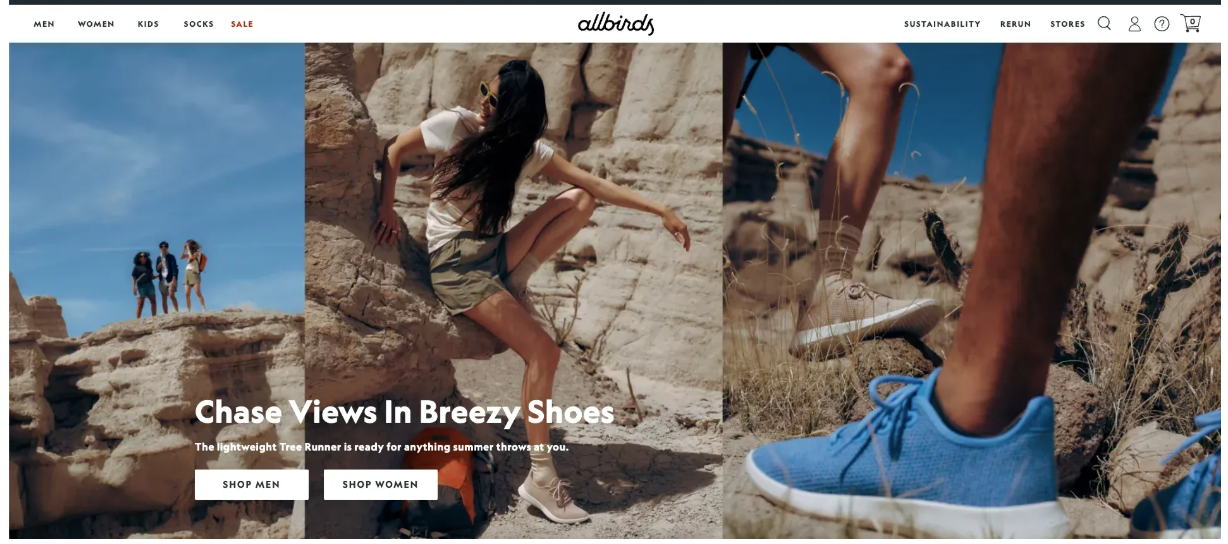 MEN WOMEN KIDS SOCKS SALE allbirds SUSTAINABILITY RERUN STORES 0
Chase Views In Breezy Shoes
The lightweight Tree Runner is ready for anything summer throws at you.
SHOP MEN SHOP WOMEN